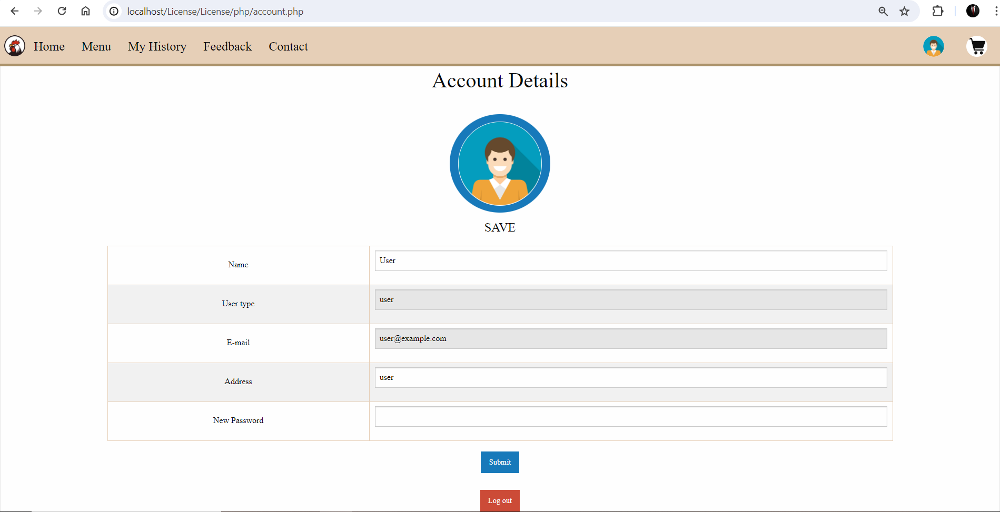 localhost/License/License/php/account.php
Home Menu My History Feedback Contact
Account Details
SAVE
Name User
User type user
E-mail user@example.com
Address user
New Password
Submit
Log out